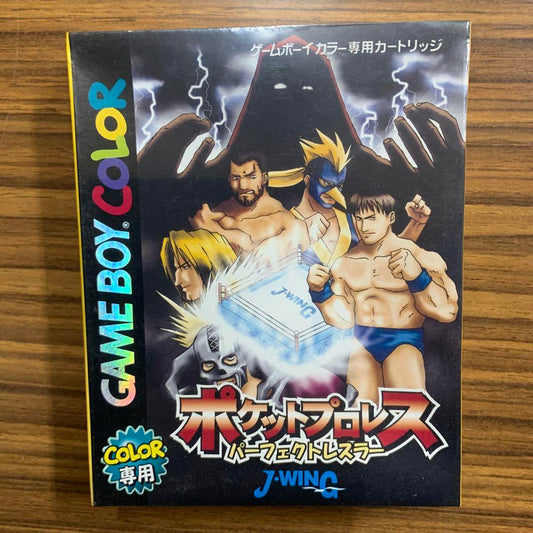 ゲームボーイカラー専用カートリッジ
GAME BOY COLOR
J-WING
ポケットプロレス
パーフェクトレスラー
COLOR
専用
J-WING